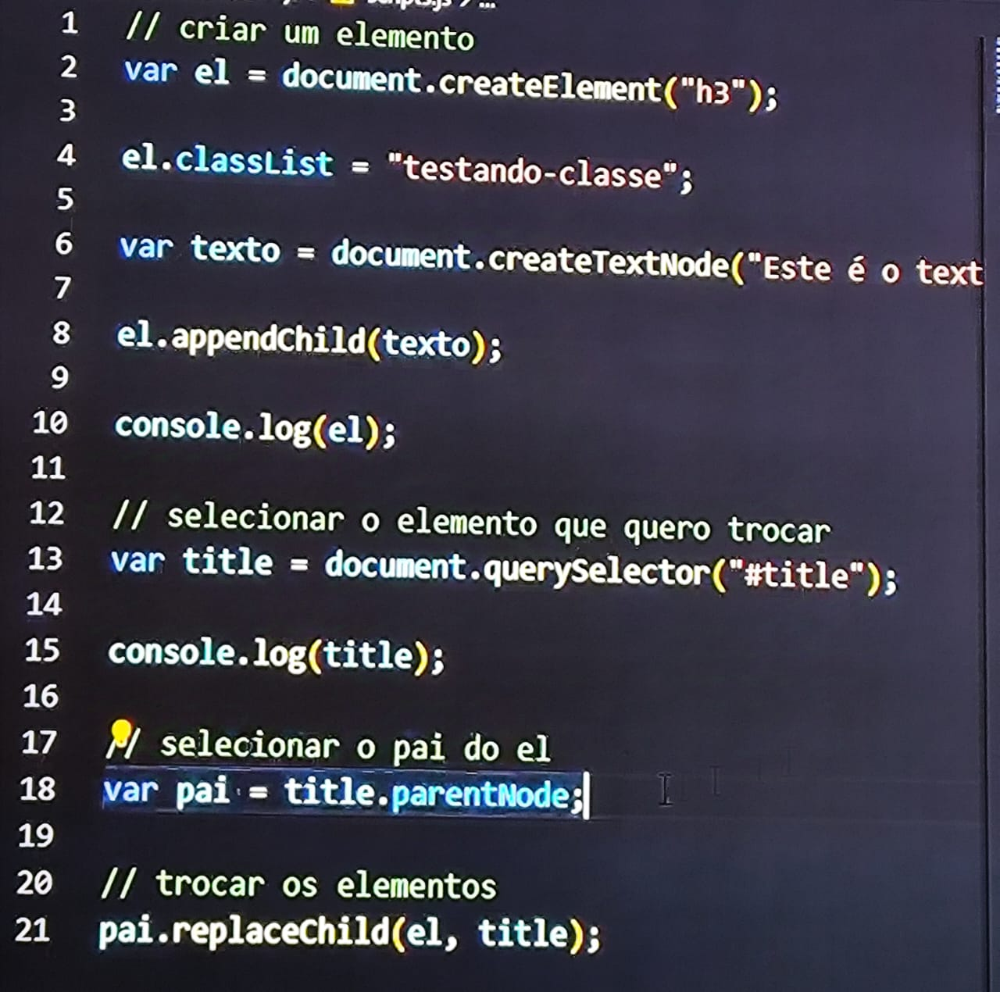 scripts.js > ...
1 // criar um elemento
2 var el = document.createElement("h3");
3
4 el.classList = "testando-classe";
5
6 var texto = document.createTextNode("Este é o text
7
8 el.appendChild(texto);
9
10 console.log(el);
11
12 // selecionar o elemento que quero trocar
13 var title = document.querySelector("#title");
14
15 console.log(title);
16
17 // selecionar o pai do el
18 var pai = title.parentNode;
19
20 // trocar os elementos
21 pai.replaceChild(el, title);